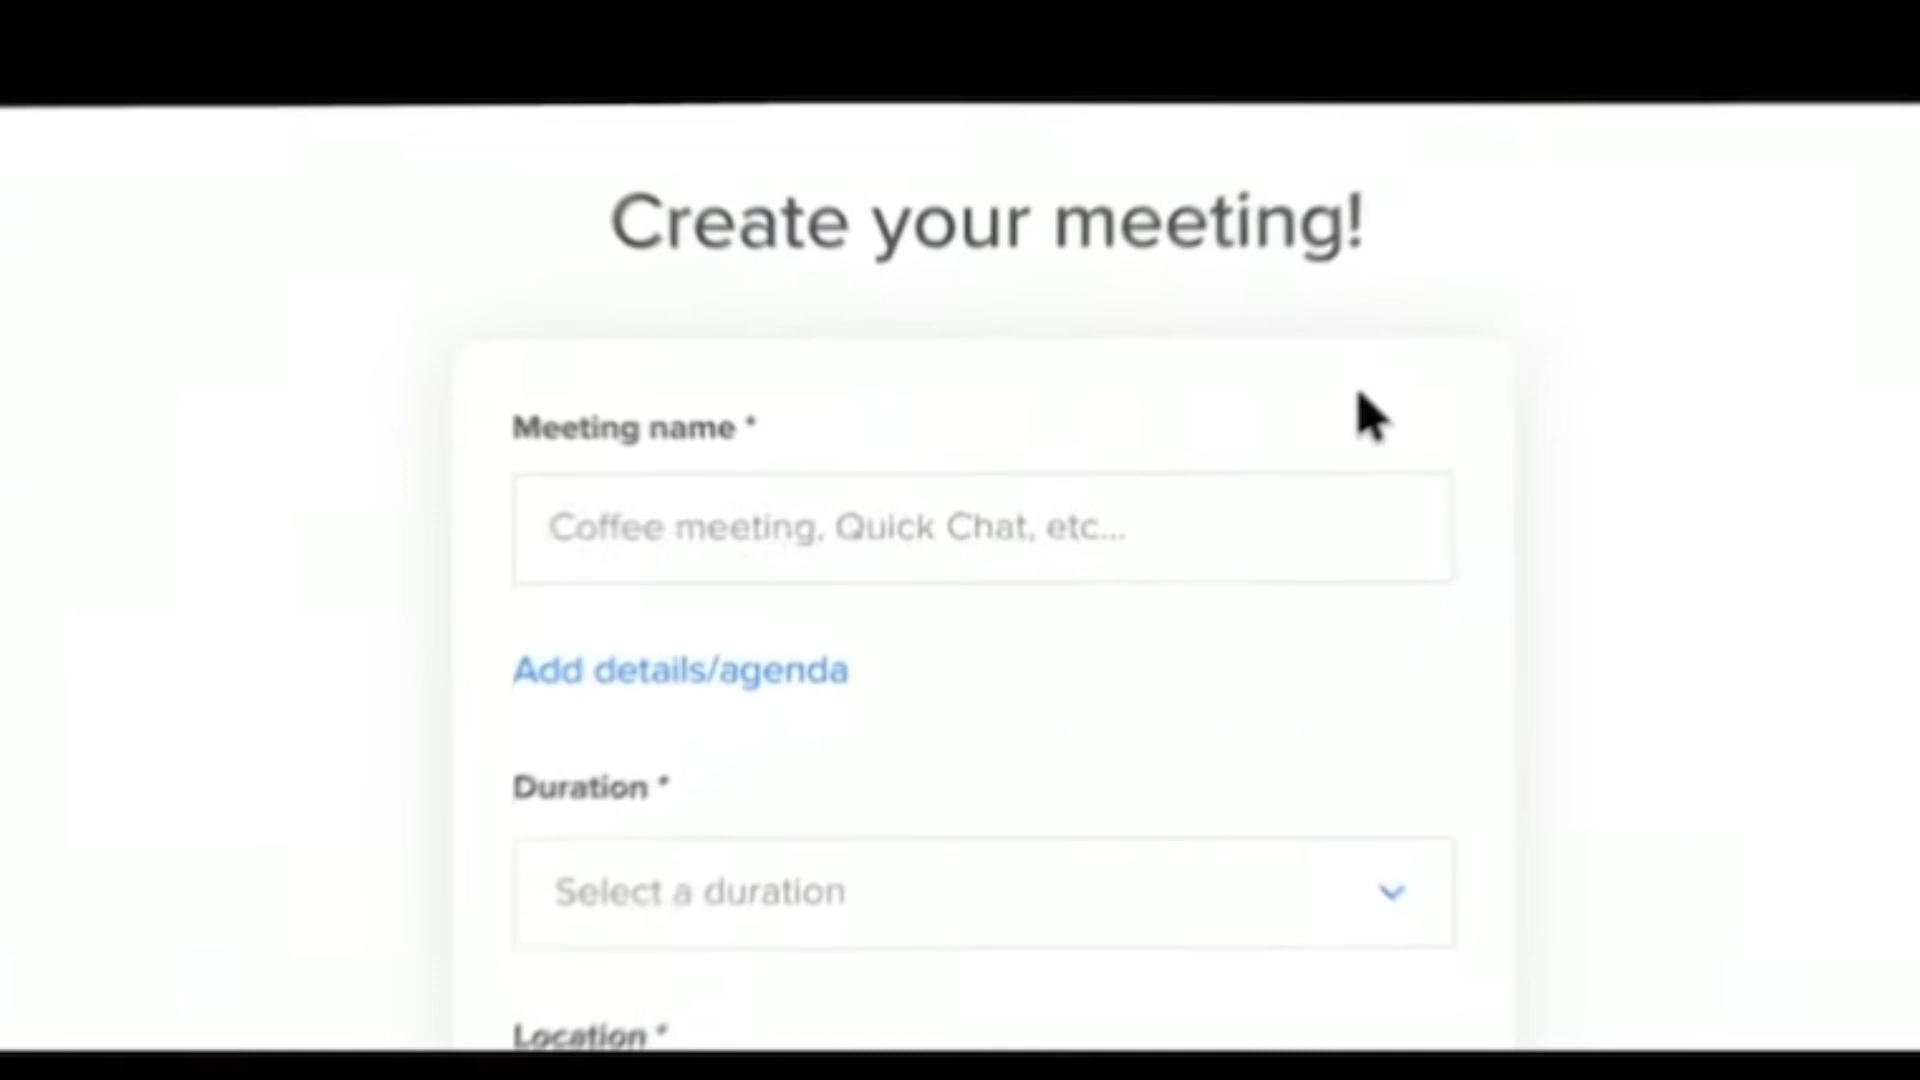 Create your meeting!
Meeting name *
Coffee meeting, Quick Chat, etc...
Add details/agenda
Duration *
Select a duration
Location *